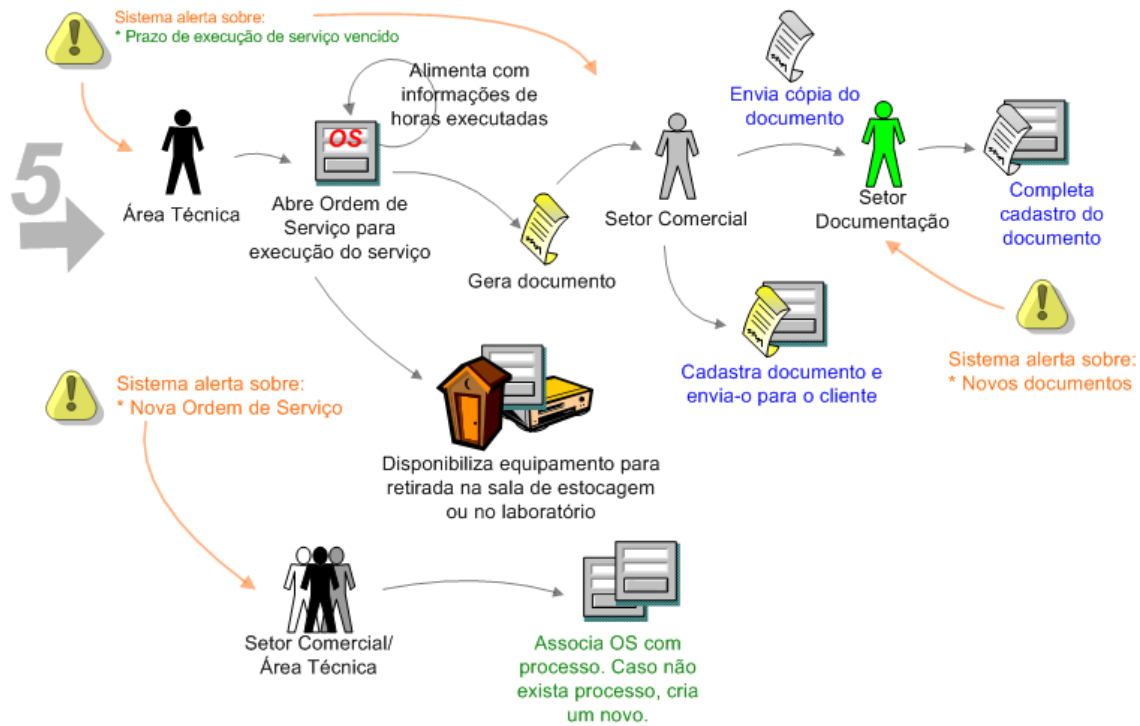 Sistema alerta sobre:
* Prazo de execução de serviço vencido
Alimenta com
informações de
horas executadas
Envia cópia do
documento
OS
5
Área Técnica
Abre Ordem de
Serviço para
execução do serviço
Gera documento
Setor Comercial
Setor
Documentação
Completa
cadastro do
documento
Cadastra documento e
envia-o para o cliente
Sistema alerta sobre:
* Novos documentos
Sistema alerta sobre:
* Nova Ordem de Serviço
Disponibiliza equipamento para
retirada na sala de estocagem
ou no laboratório
Setor Comercial/
Área Técnica
Associa OS com
processo. Caso não
exista processo, cria
um novo.